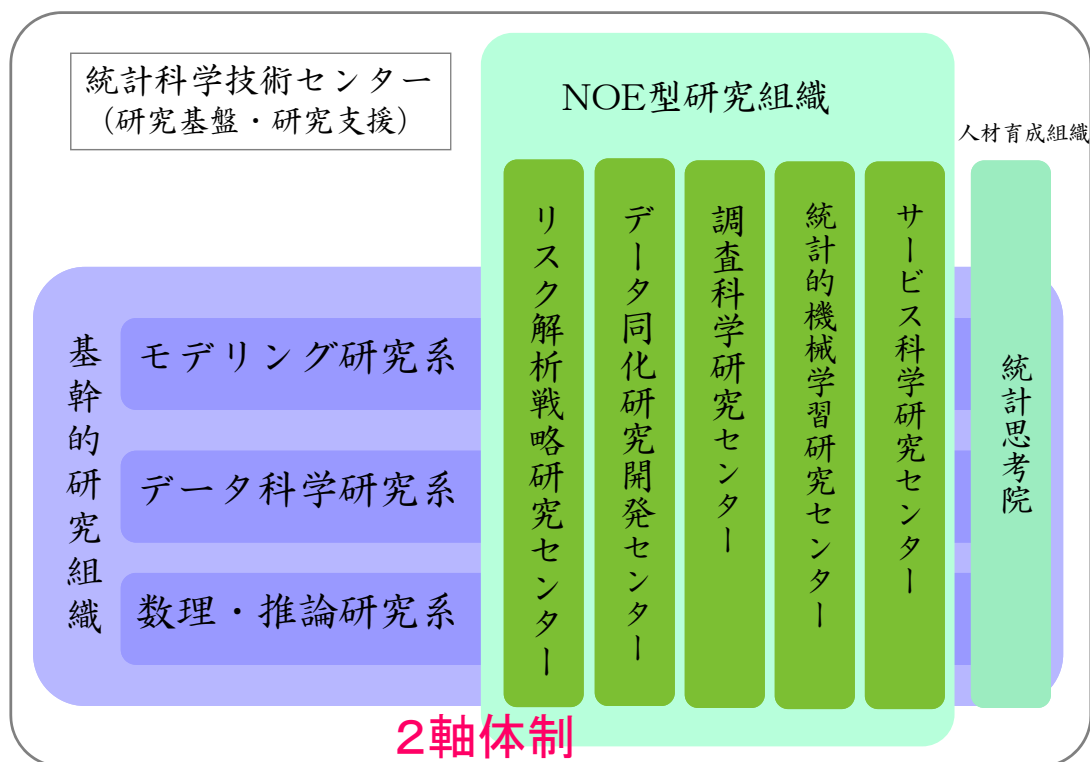 統計科学技術センター
（研究基盤・研究支援）
NOE型研究組織
人材育成組織
リスク解析戦略研究センター
データ同化研究開発センター
調査科学研究センター
統計的機械学習研究センター
サービス科学研究センター
統計思考院
基幹的研究組織
モデリング研究系
データ科学研究系
数理・推論研究系
2軸体制